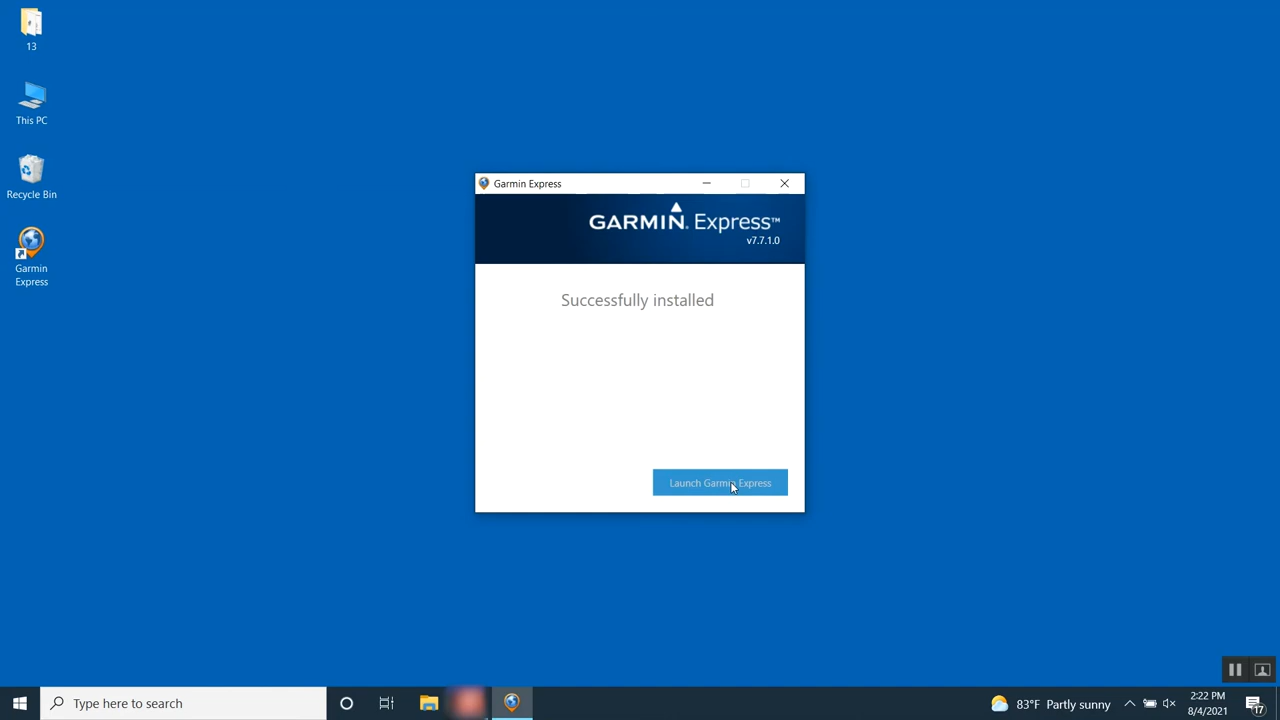 13
This PC
Recycle Bin
Garmin
Express
Garmin Express
GARMIN. Express™
v7.7.1.0
Successfully installed
Launch Garmin Express
Type here to search
83°F Partly sunny
2:22 PM
8/4/2021
17